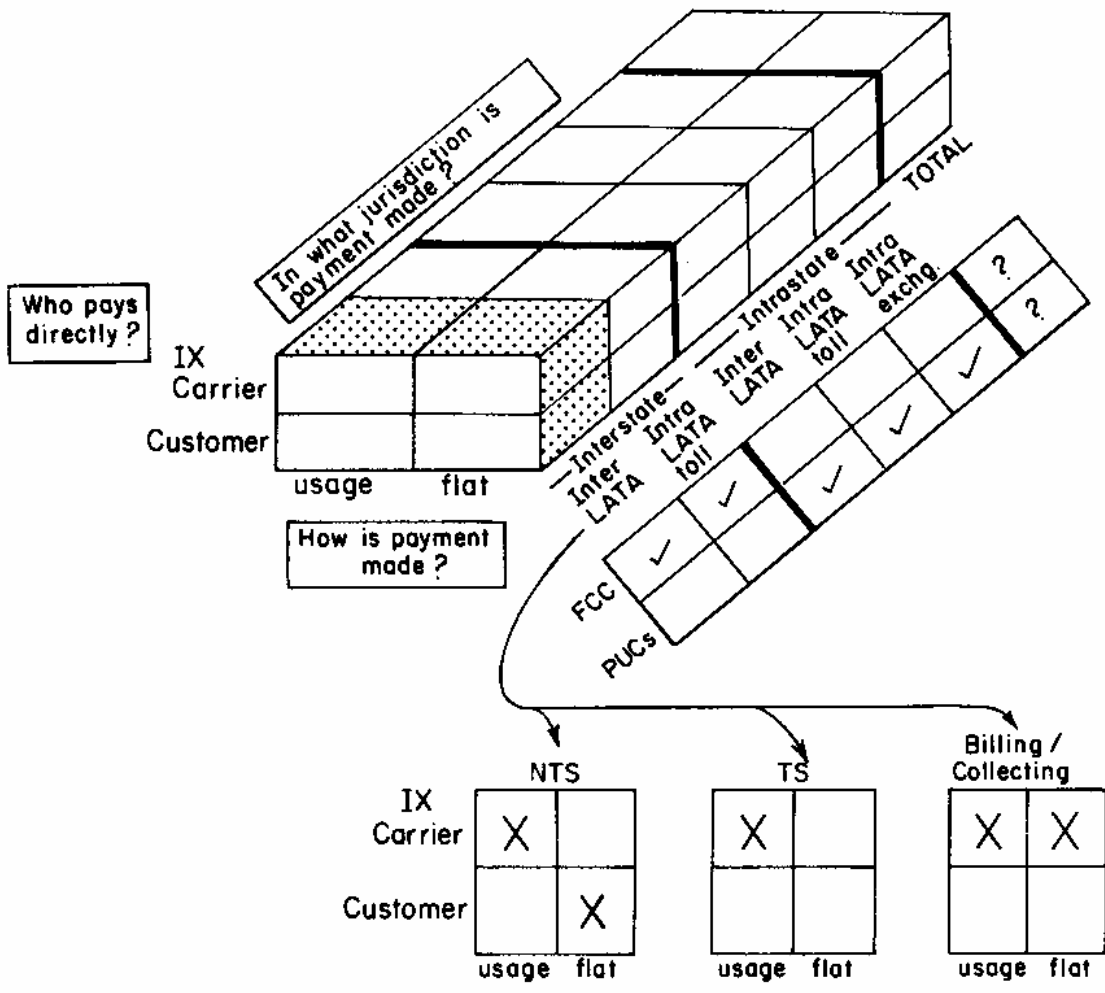 In what jurisdiction is
payment made?
Who pays
directly?
IX
Carrier
Customer
usage flat
How is payment
made?
Interstate
Inter
LATA
Intra
LATA
toll
Intrastate
Inter
LATA
Intra
LATA
toll
Intra
LATA
exchg.
TOTAL
? 
?
✓ ✓ ✓ ✓ ✓
FCC
PUCs
NTS
TS
Billing /
Collecting
IX
Carrier
X
X
X X
Customer
X
usage flat
usage flat
usage flat